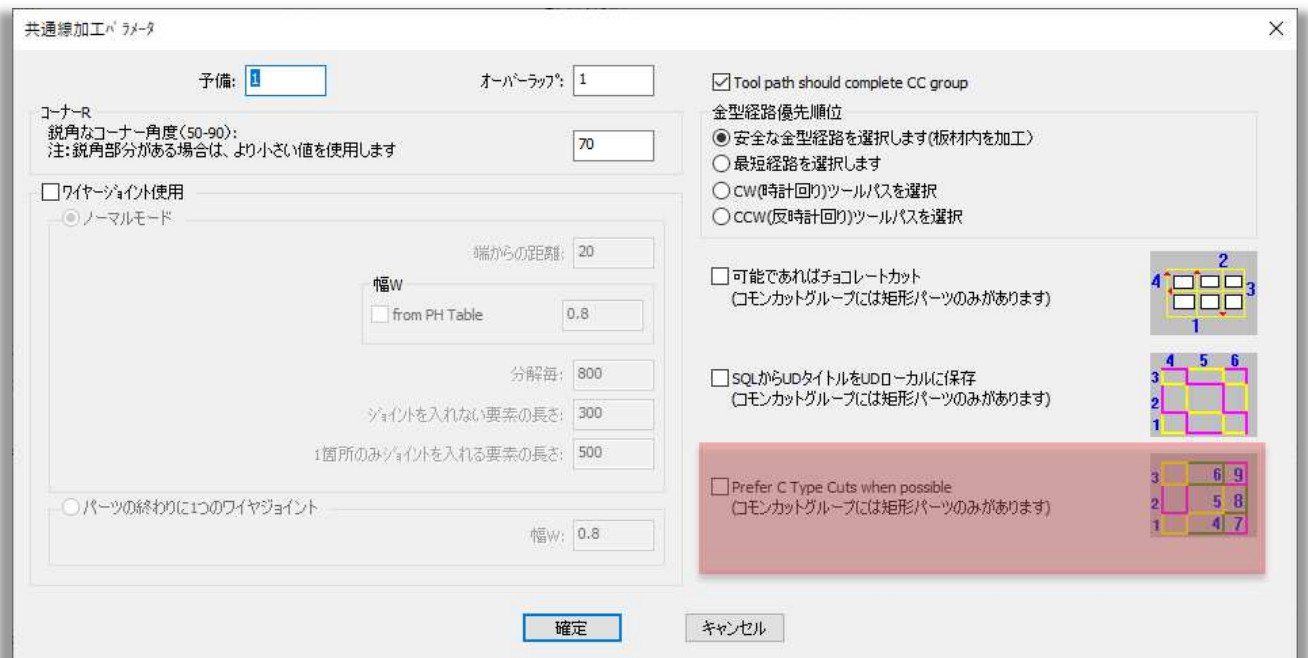 共通線加工パラメータ
予備: 1
オーバーラップ: 1
コーナーR
鋭角なコーナー角度(50-90):
注:鋭角部分がある場合は、より小さい値を使用します
70
ワイヤージョイント使用
ノーマルモード
端からの距離: 20
幅W
from PH Table
0.8
分解毎: 800
ジョイントを入れない要素の長さ: 300
1箇所のみジョイントを入れる要素の長さ: 500
パーツの終わりに1つのワイヤジョイント
幅W: 0.8
Tool path should complete CC group
金型経路優先順位
安全な金型経路を選択します(板材内を加工)
最短経路を選択します
CW(時計回り)ツールパスを選択
CCW(反時計回り)ツールパスを選択
可能であればチョコレートカット
(コモンカットグループには矩形パーツのみがあります)
2
4
3
1
SQLからUDタイトルをUDローカルに保存
(コモンカットグループには矩形パーツのみがあります)
4 5 6
3
2
1
Prefer C Type Cuts when possible
(コモンカットグループには矩形パーツのみがあります)
3 6 9
2 5 8
1 4 7
確定
キャンセル